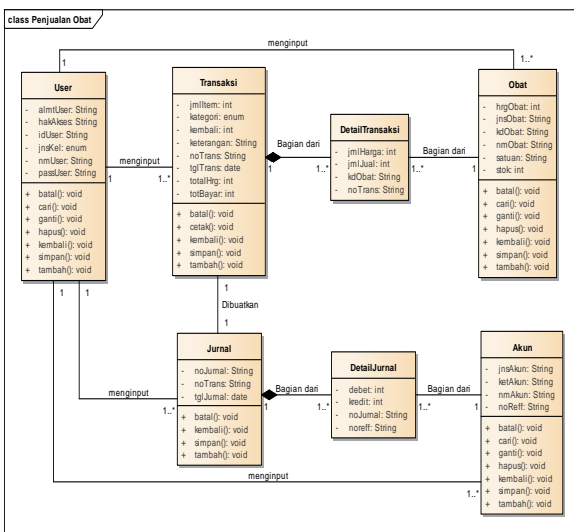 class Penjualan Obat
menginput
1
1..*
User
- almtUser: String
- hakAkses: String
- idUser: String
- jnsKel: enum
- nmUser: String
- passUser: String
+ batal(): void
+ cari(): void
+ ganti(): void
+ hapus(): void
+ kembali(): void
+ simpan(): void
+ tambah(): void
menginput
1
1..*
Transaksi
- jmlItem: int
- kategori: enum
- kembali: int
- keterangan: String
- noTrans: String
- tglTrans: date
- totalHrg: int
- totBayar: int
+ batal(): void
+ cetak(): void
+ kembali(): void
+ simpan(): void
+ tambah(): void
Bagian dari
1
1..*
DetailTransaksi
- jmlHarga: int
- jmlJual: int
- kdObat: String
- noTrans: String
Bagian dari
1..*
1
Obat
- hrgObat: int
- jnsObat: String
- kdObat: String
- nmObat: String
- satuan: String
- stok: int
+ batal(): void
+ cari(): void
+ ganti(): void
+ hapus(): void
+ kembali(): void
+ simpan(): void
+ tambah(): void
1
Dibuatkan
1
1
1
menginput
1..*
Jurnal
- noJurnal: String
- noTrans: String
- tglJurnal: date
+ batal(): void
+ kembali(): void
+ simpan(): void
+ tambah(): void
Bagian dari
1
1..*
DetailJurnal
- debet: int
- kredit: int
- noJurnal: String
- noreff: String
Bagian dari
1..*
1
Akun
- jnsAkun: String
- ketAkun: String
- nmAkun: String
- noReff: String
+ batal(): void
+ cari(): void
+ ganti(): void
+ hapus(): void
+ kembali(): void
+ simpan(): void
+ tambah(): void
menginput
1..*